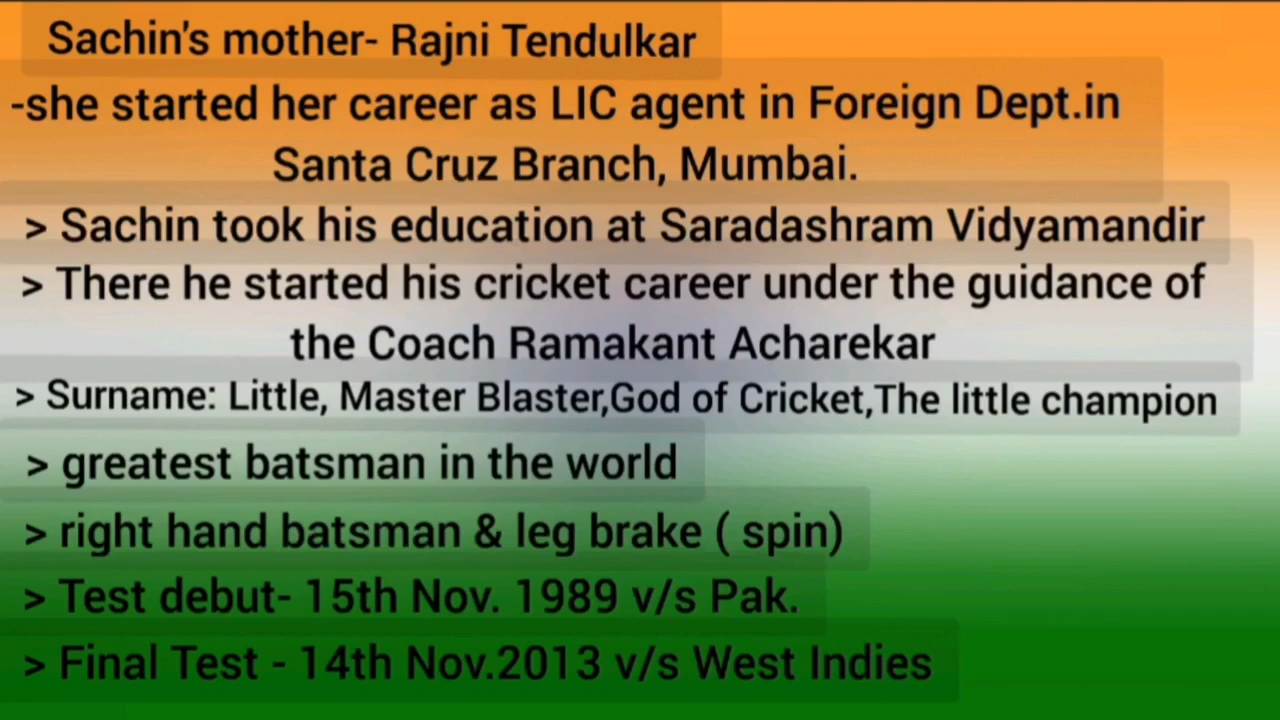 Sachin's mother- Rajni Tendulkar
-she started her career as LIC agent in Foreign Dept.in
Santa Cruz Branch, Mumbai.
> Sachin took his education at Saradashram Vidyamandir
> There he started his cricket career under the guidance of
the Coach Ramakant Acharekar
> Surname: Little, Master Blaster,God of Cricket,The little champion
> greatest batsman in the world
> right hand batsman & leg brake ( spin)
> Test debut- 15th Nov. 1989 v/s Pak.
> Final Test - 14th Nov.2013 v/s West Indies